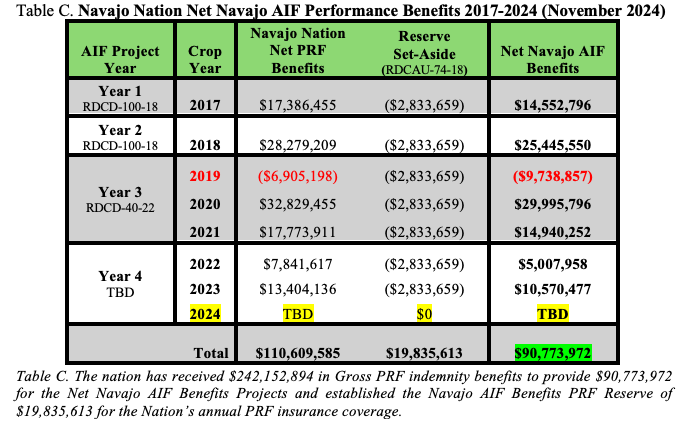 Table C. Navajo Nation Net Navajo AIF Performance Benefits 2017-2024 (November 2024)
AIF Project Year Crop Year Navajo Nation Net PRF Benefits Reserve Set-Aside (RDCAU-74-18) Net Navajo AIF Benefits
Year 1
RDCD-100-18 2017 $17,386,455 ($2,833,659) $14,552,796
Year 2
RDCD-100-18 2018 $28,279,209 ($2,833,659) $25,445,550
Year 3
RDCD-40-22
2019 ($6,905,198) ($2,833,659) ($9,738,857)
2020 $32,829,455 ($2,833,659) $29,995,796
2021 $17,773,911 ($2,833,659) $14,940,252
Year 4
TBD
2022 $7,841,617 ($2,833,659) $5,007,958
2023 $13,404,136 ($2,833,659) $10,570,477
2024 TBD $0 TBD
Total $110,609,585 $19,835,613 $90,773,972
Table C. The nation has received $242,152,894 in Gross PRF indemnity benefits to provide $90,773,972
for the Net Navajo AIF Benefits Projects and established the Navajo AIF Benefits PRF Reserve of
$19,835,613 for the Nation's annual PRF insurance coverage.